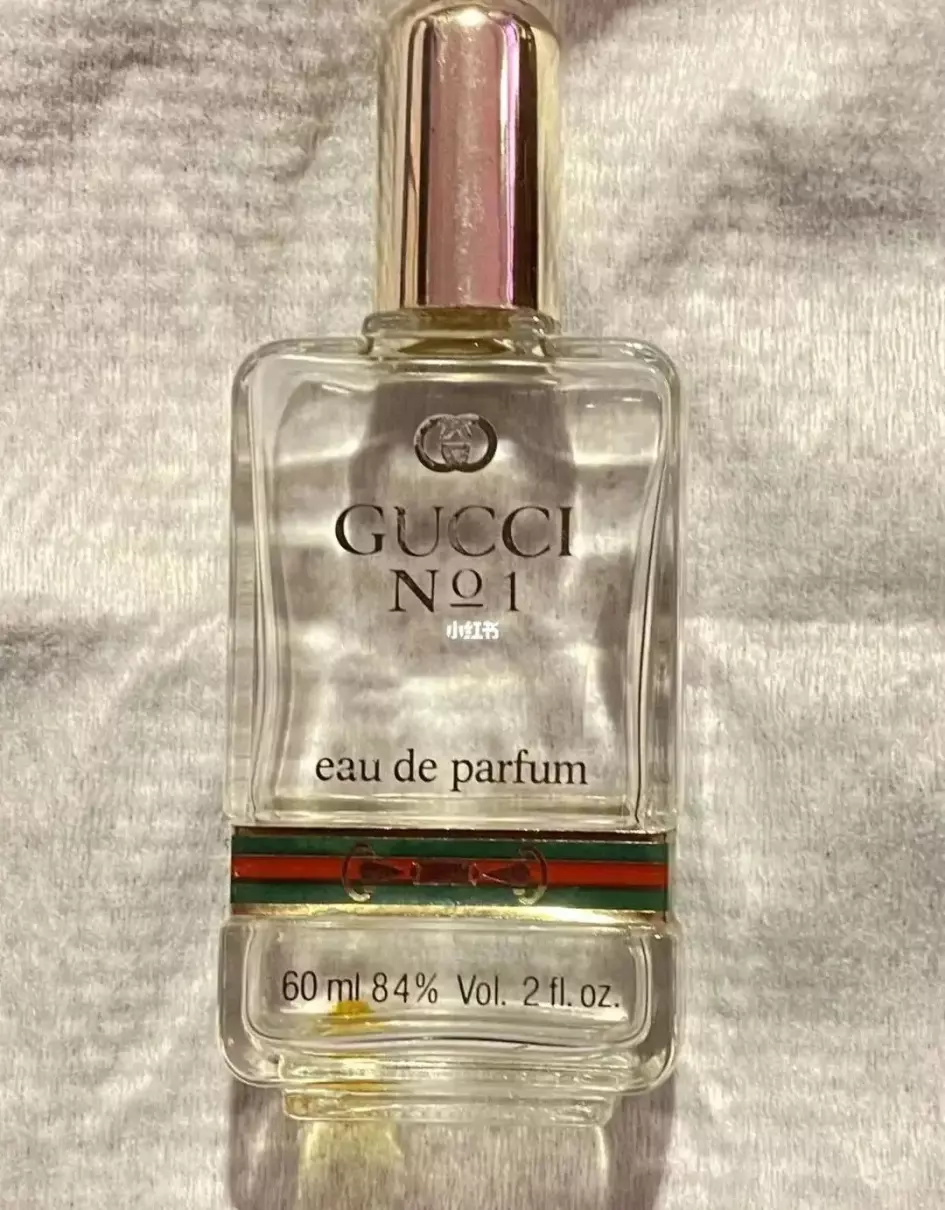 GUCCI
Nº 1
小红书
eau de parfum
60 ml 84% Vol. 2 fl. oz.